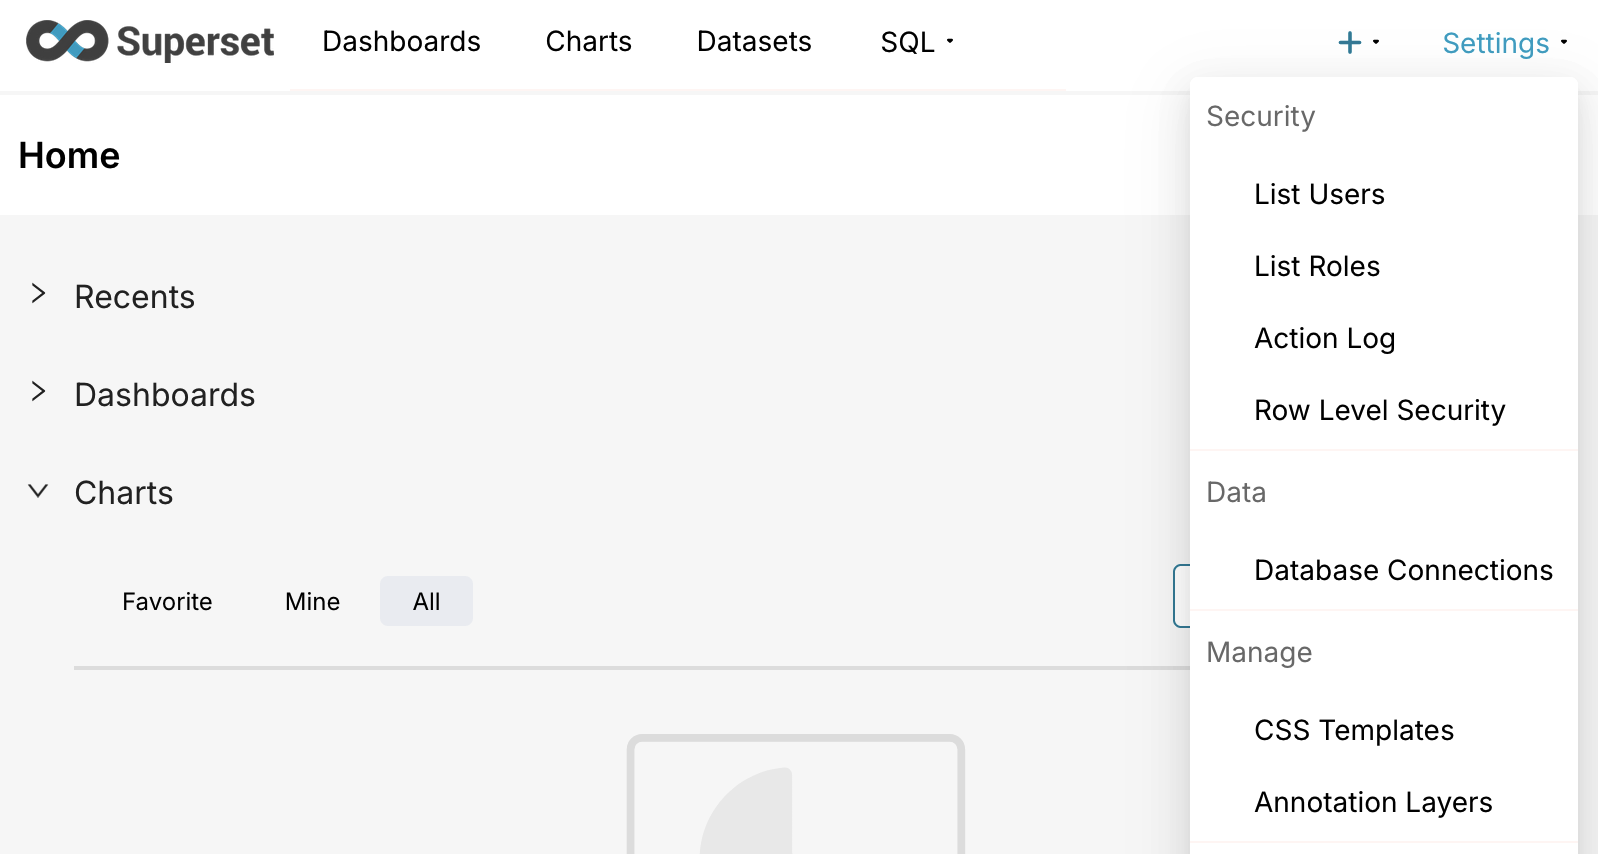 Superset Dashboards Charts Datasets SQL Settings
Home
Recents
Dashboards
Charts
Favorite Mine All
Security
List Users
List Roles
Action Log
Row Level Security
Data
Database Connections
Manage
CSS Templates
Annotation Layers